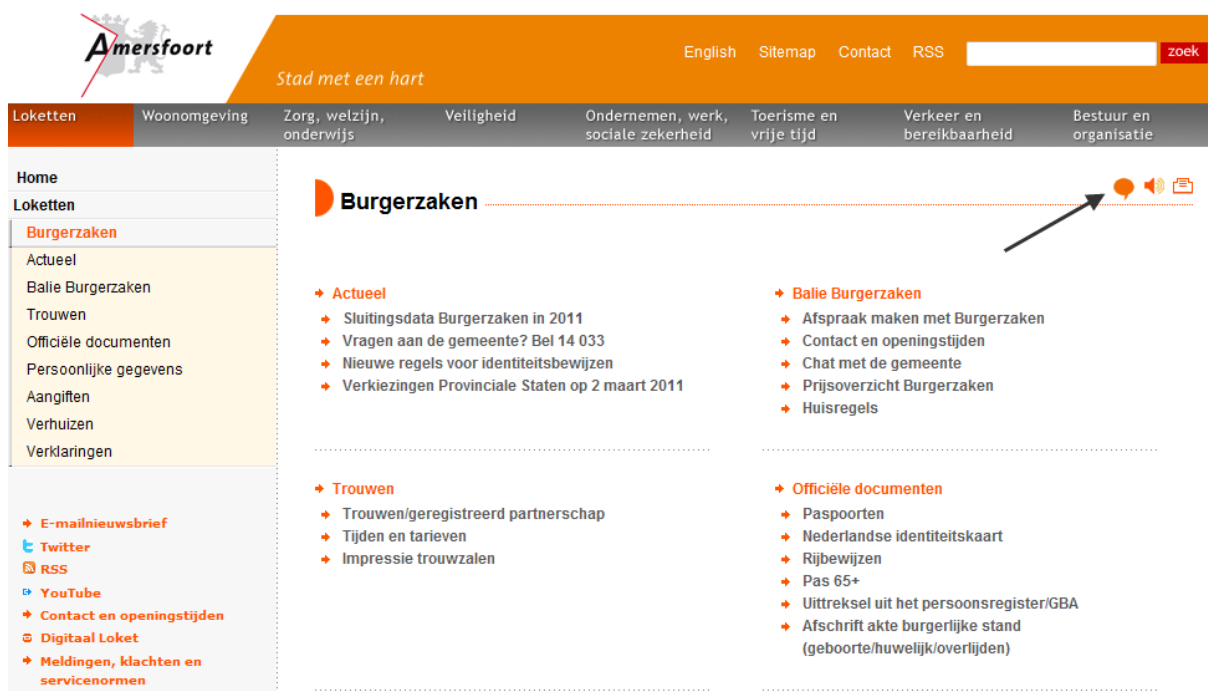 Amersfoort
Stad met een hart
English Sitemap Contact RSS zoek
Loketten Woonomgeving Zorg, welzijn, onderwijs Veiligheid Ondernemen, werk, sociale zekerheid Toerisme en vrije tijd Verkeer en bereikbaarheid Bestuur en organisatie
Home
Loketten
Burgerzaken
Actueel
Balie Burgerzaken
Trouwen
Officiële documenten
Persoonlijke gegevens
Aangiften
Verhuizen
Verklaringen
E-mailnieuwsbrief
Twitter
RSS
YouTube
Contact en openingstijden
Digitaal Loket
Meldingen, klachten en
servicenormen
Burgerzaken
Actueel
Sluitingsdata Burgerzaken in 2011
Vragen aan de gemeente? Bel 14 033
Nieuwe regels voor identiteitsbewijzen
Verkiezingen Provinciale Staten op 2 maart 2011
Balie Burgerzaken
Afspraak maken met Burgerzaken
Contact en openingstijden
Chat met de gemeente
Prijsoverzicht Burgerzaken
Huisregels
Trouwen
Trouwen/geregistreerd partnerschap
Tijden en tarieven
Impressie trouwzalen
Officiële documenten
Paspoorten
Nederlandse identiteitskaart
Rijbewijzen
Pas 65+
Uittreksel uit het persoonsregister/GBA
Afschrift akte burgerlijke stand
(geboorte/huwelijk/overlijden)